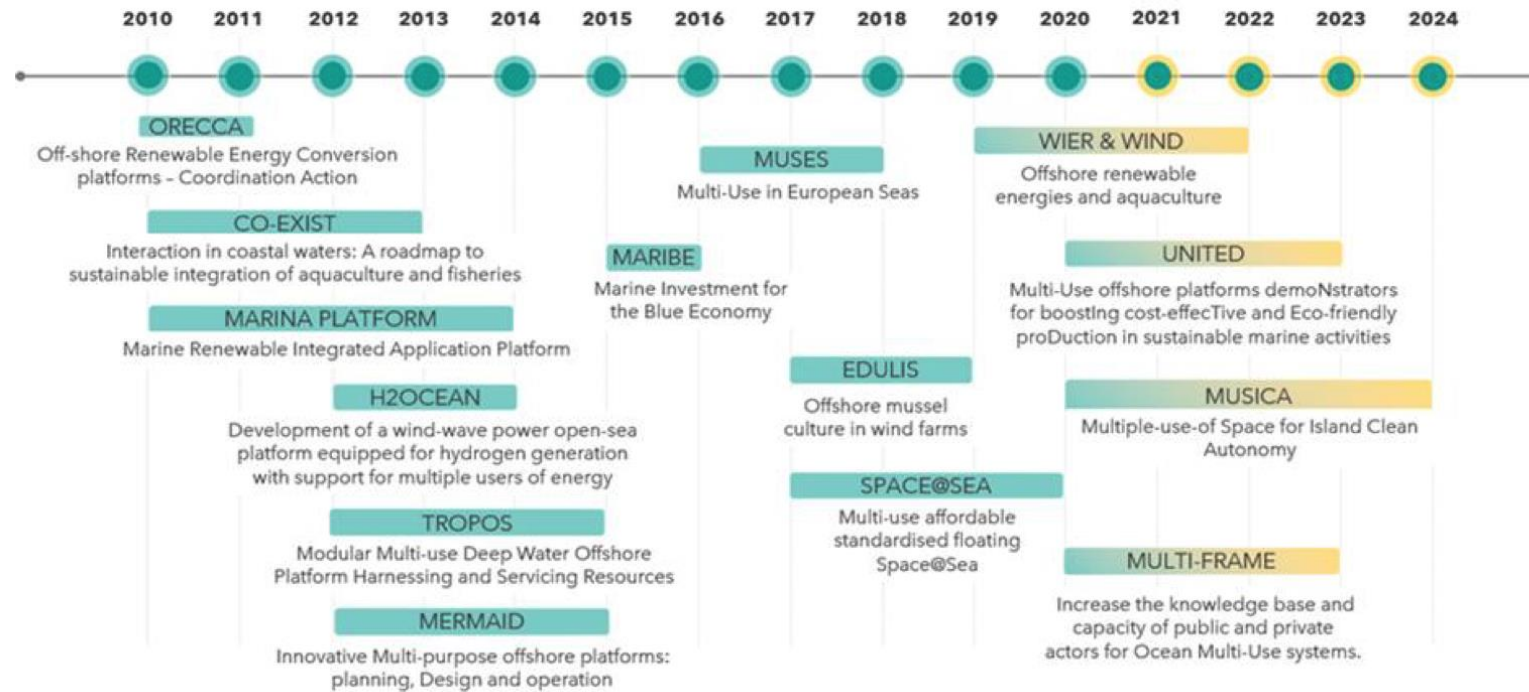 2010 2011 2012 2013 2014 2015 2016 2017 2018 2019 2020 2021 2022 2023 2024
ORECCA
Off-shore Renewable Energy Conversion
platforms – Coordination Action
CO-EXIST
Interaction in coastal waters: A roadmap to
sustainable integration of aquaculture and fisheries
MARINA PLATFORM
Marine Renewable Integrated Application Platform
H2OCEAN
Development of a wind-wave power open-sea
platform equipped for hydrogen generation
with support for multiple users of energy
TROPOS
Modular Multi-use Deep Water Offshore
Platform Harnessing and Servicing Resources
MERMAID
Innovative Multi-purpose offshore platforms:
planning, Design and operation
MUSES
Multi-Use in European Seas
MARIBE
Marine Investment for
the Blue Economy
EDULIS
Offshore mussel
culture in wind farms
SPACE@SEA
Multi-use affordable
standardised floating
Space@Sea
WIER & WIND
Offshore renewable
energies and aquaculture
UNITED
Multi-Use offshore platforms demoNstrators
for boostIng cost-effecTive and Eco-friendly
proDuction in sustainable marine activities
MUSICA
Multiple-use-of Space for Island Clean
Autonomy
MULTI-FRAME
Increase the knowledge base and
capacity of public and private
actors for Ocean Multi-Use systems.